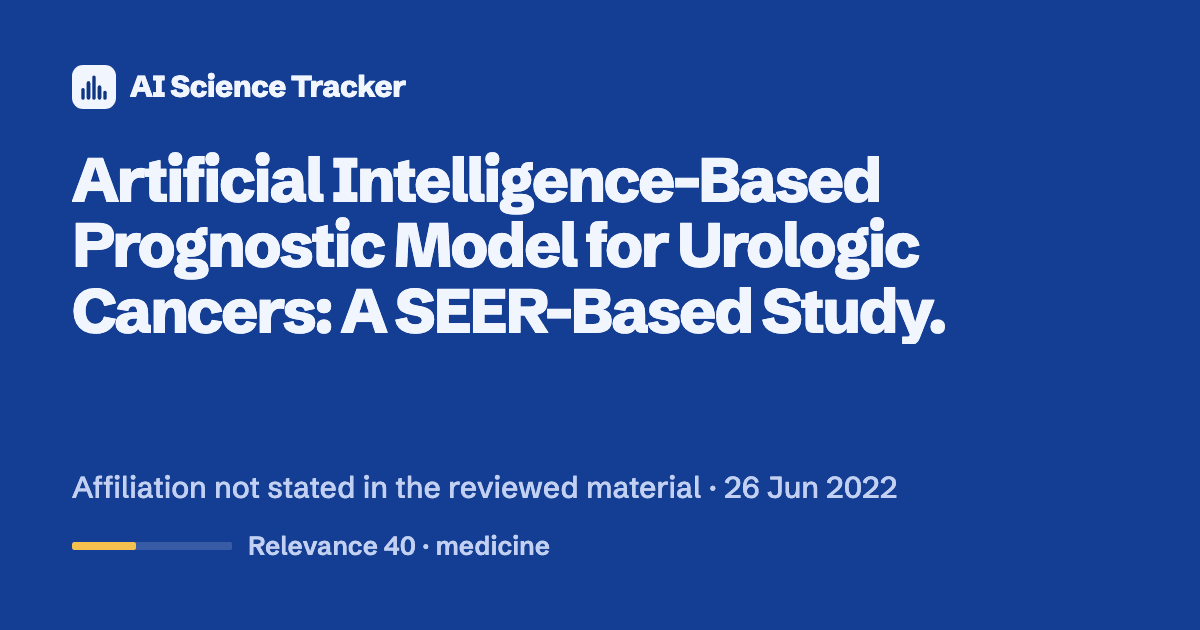 AI Science Tracker
Artificial Intelligence-Based
Prognostic Model for Urologic
Cancers: A SEER-Based Study.
Affiliation not stated in the reviewed material · 26 Jun 2022
Relevance 40 · medicine